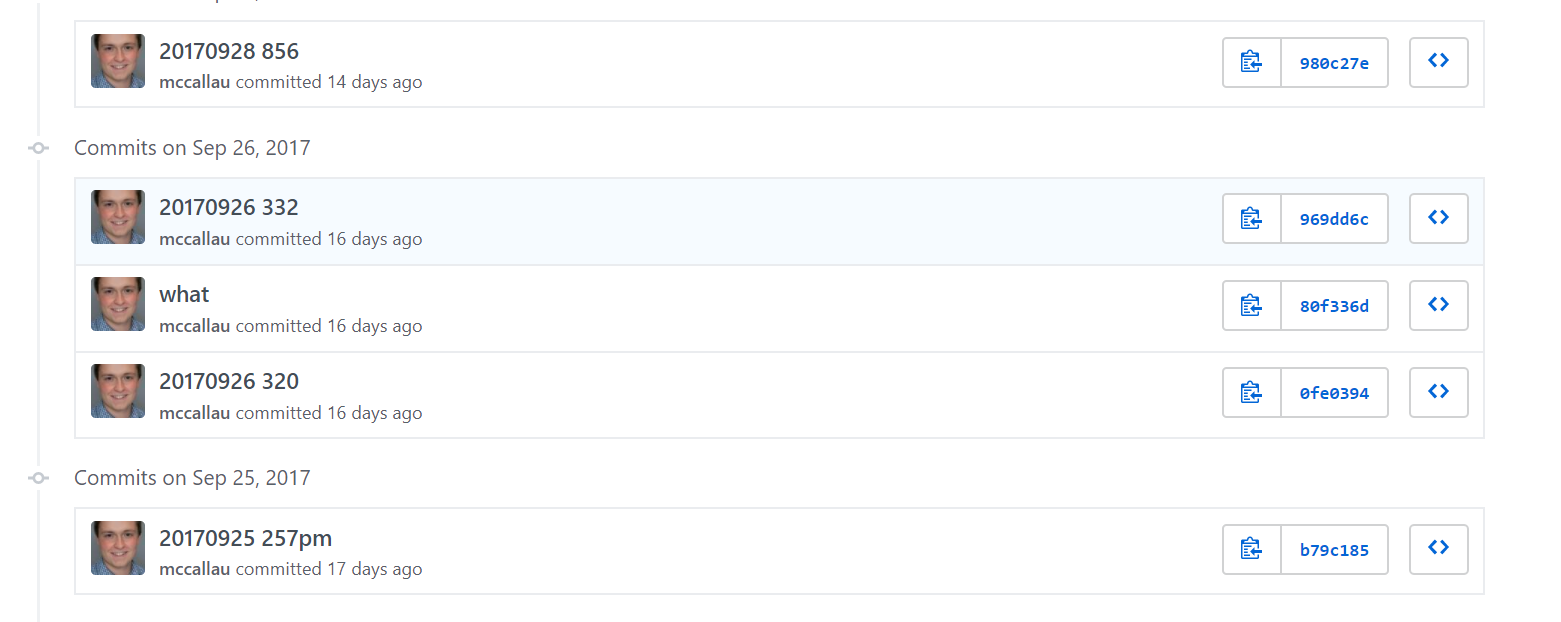 20170928 856
mccallau committed 14 days ago
980c27e
Commits on Sep 26, 2017
20170926 332
mccallau committed 16 days ago
969dd6c
what
mccallau committed 16 days ago
80f336d
20170926 320
mccallau committed 16 days ago
0fe0394
Commits on Sep 25, 2017
20170925 257pm
mccallau committed 17 days ago
b79c185